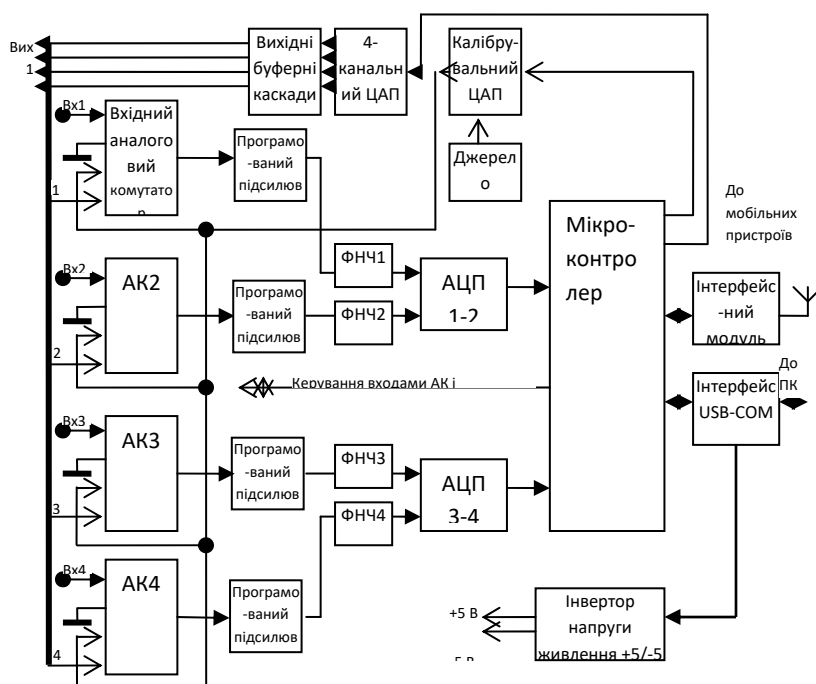 Вих
1
Вихідні
буферні
каскади
4-
канальн
ий ЦАП
Калібру-
вальний
ЦАП
Джерел
о
Вх1
Вхідний
аналого
вий
комутато
р
1
Програмо
-ваний
підсилюв
До
мобільних
пристроїв
Мікро-
контро
лер
ФНЧ1
ФНЧ2
АЦП
1-2
Вх2
АК2
2
Програмо
-ваний
підсилюв
Інтерфейс
-ний
модуль
До
ПК
Керування входами АК і
Інтерфейс
USB-COM
Вх3
АК3
3
Програмо
-ваний
підсилюв
ФНЧ3
ФНЧ4
АЦП
3-4
Вх4
АК4
4
Програмо
-ваний
підсилюв
+5 В
-5 В
Інвертор
напруги
живлення +5/-5